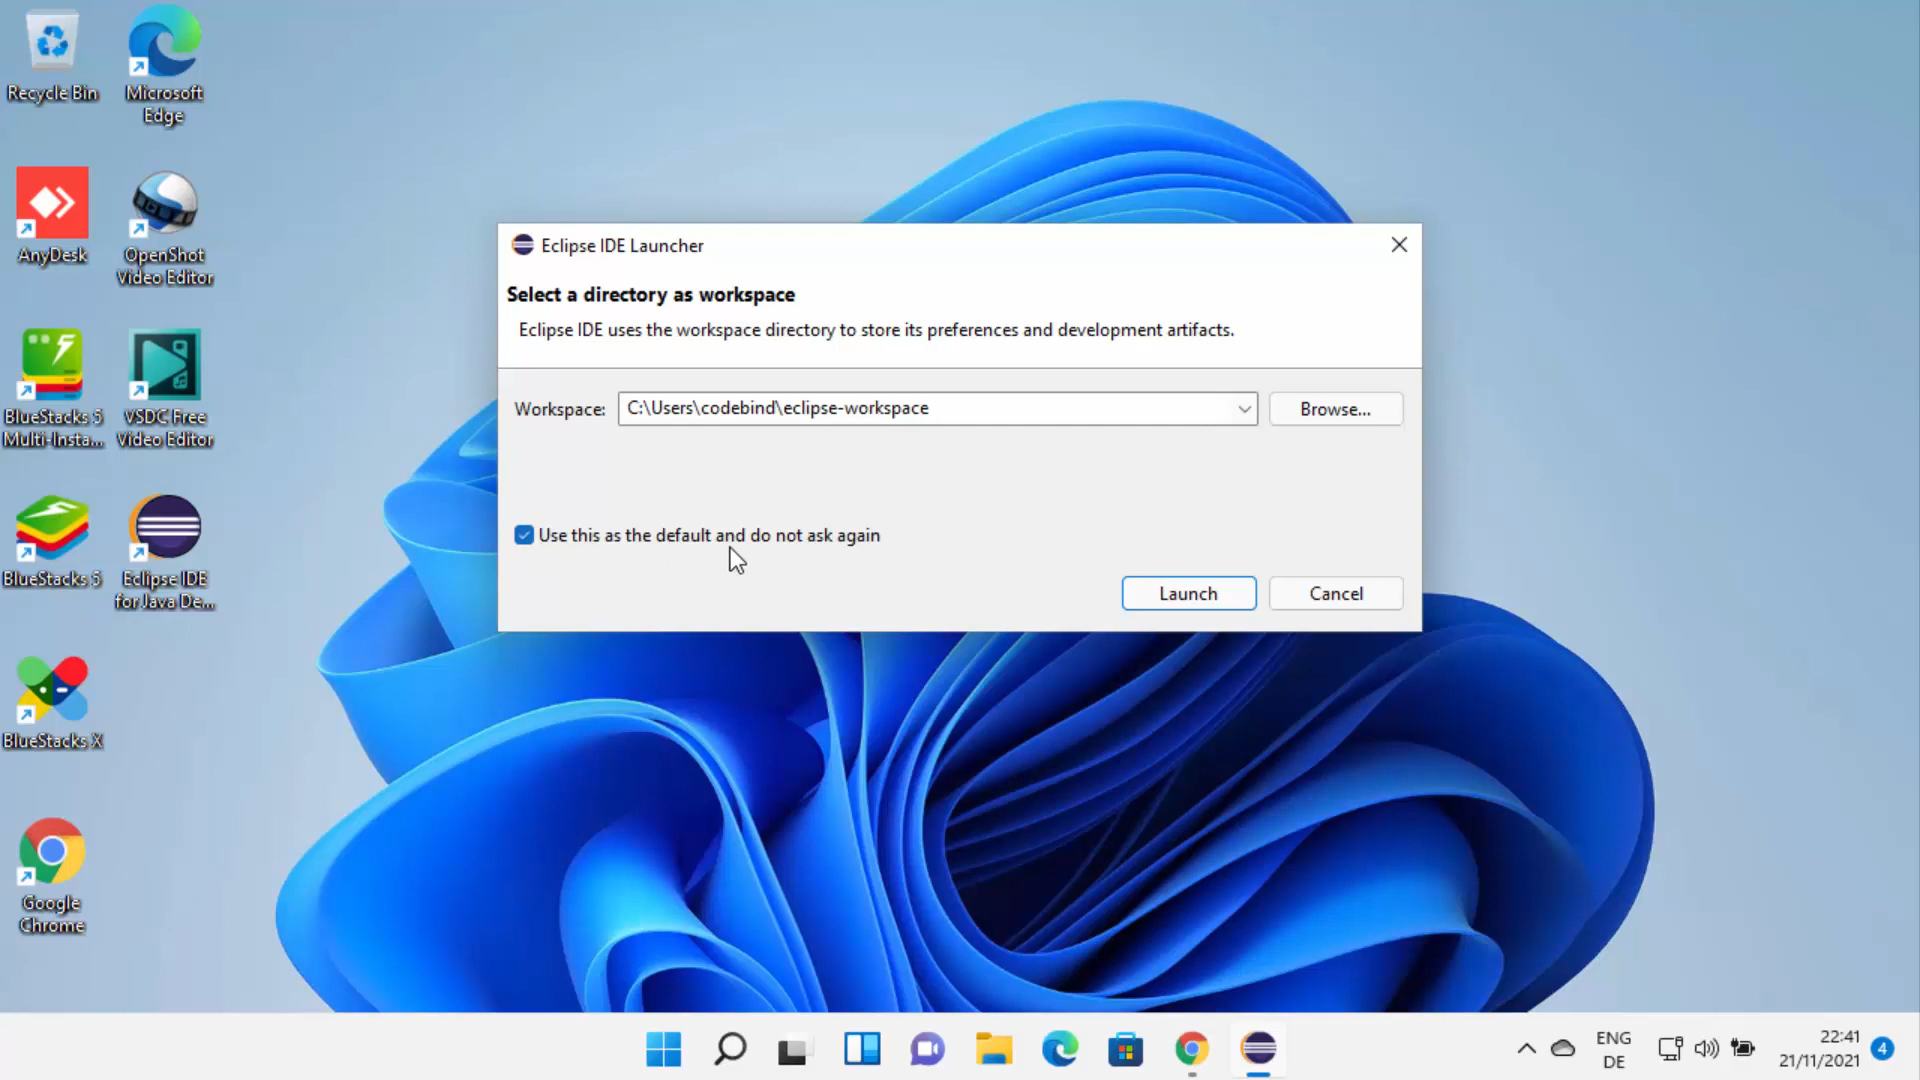 Recycle Bin
Microsoft
Edge
AnyDesk
OpenShot
Video Editor
BlueStacks 5
Multi-Insta...
VSDC Free
Video Editor
BlueStacks 5
Eclipse IDE
for Java De...
BlueStacks X
Google
Chrome
Eclipse IDE Launcher
Select a directory as workspace
Eclipse IDE uses the workspace directory to store its preferences and development artifacts.
Workspace: C:\Users\codebind\eclipse-workspace Browse...
Use this as the default and do not ask again
Launch Cancel
ENG
DE
22:41
21/11/2021
4